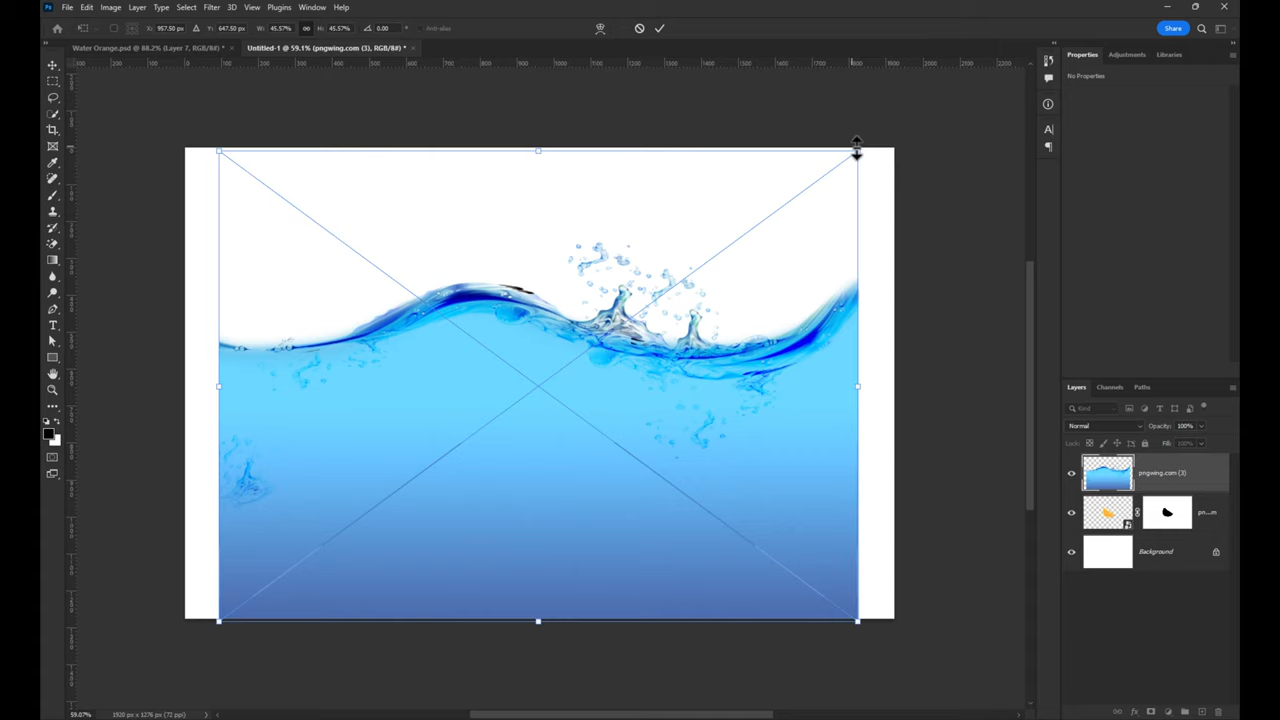 Ps File Edit Image Layer Type Select Filter 3D View Plugins Window Help
X: 957.50 px Y: 647.50 px W: 45.57% H: 45.57% 0.00 Anti-alias Share
Water Orange.psd @ 88.2% (Layer 7, RGB/8#) * × Untitled-1 @ 59.1% (pngwing.com (3), RGB/8#) * ×
Properties Adjustments Libraries
No Properties
Layers Channels Paths
Kind
Normal Opacity: 100%
Lock: Fill: 100%
pngwing.com (3)
pn...m
Background
59.07% 1920 px x 1276 px (72 ppi)